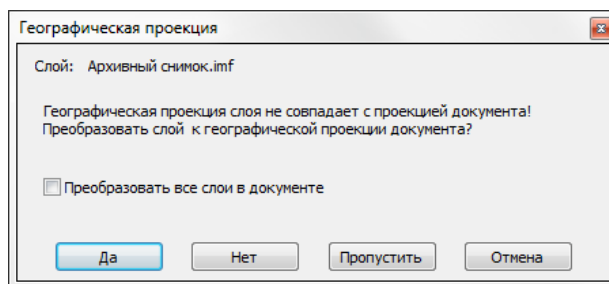 Географическая проекция
Слой: Архивный снимок.imf
Географическая проекция слоя не совпадает с проекцией документа!
Преобразовать слой к географической проекции документа?
Преобразовать все слои в документе
Да Нет Пропустить Отмена